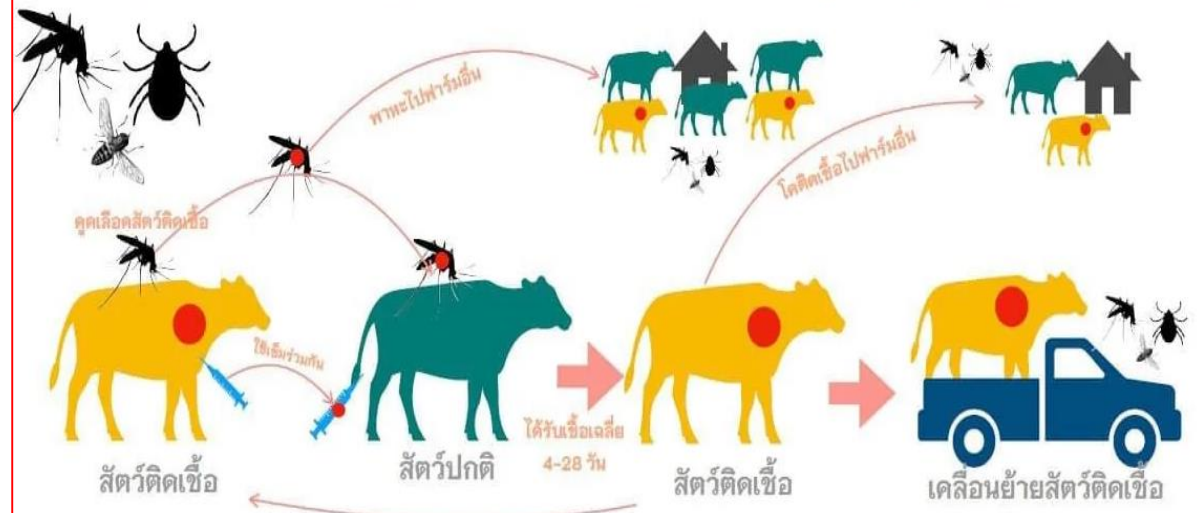 พาหะไปฟาร์มอื่น
โคติดเชื้อไปฟาร์มอื่น
ดูดเลือดสัตว์ติดเชื้อ
ใช้เข็มร่วมกัน
ได้รับเชื้อเฉลี่ย
4-28 วัน
สัตว์ติดเชื้อ
สัตว์ปกติ
สัตว์ติดเชื้อ
เคลื่อนย้ายสัตว์ติดเชื้อ